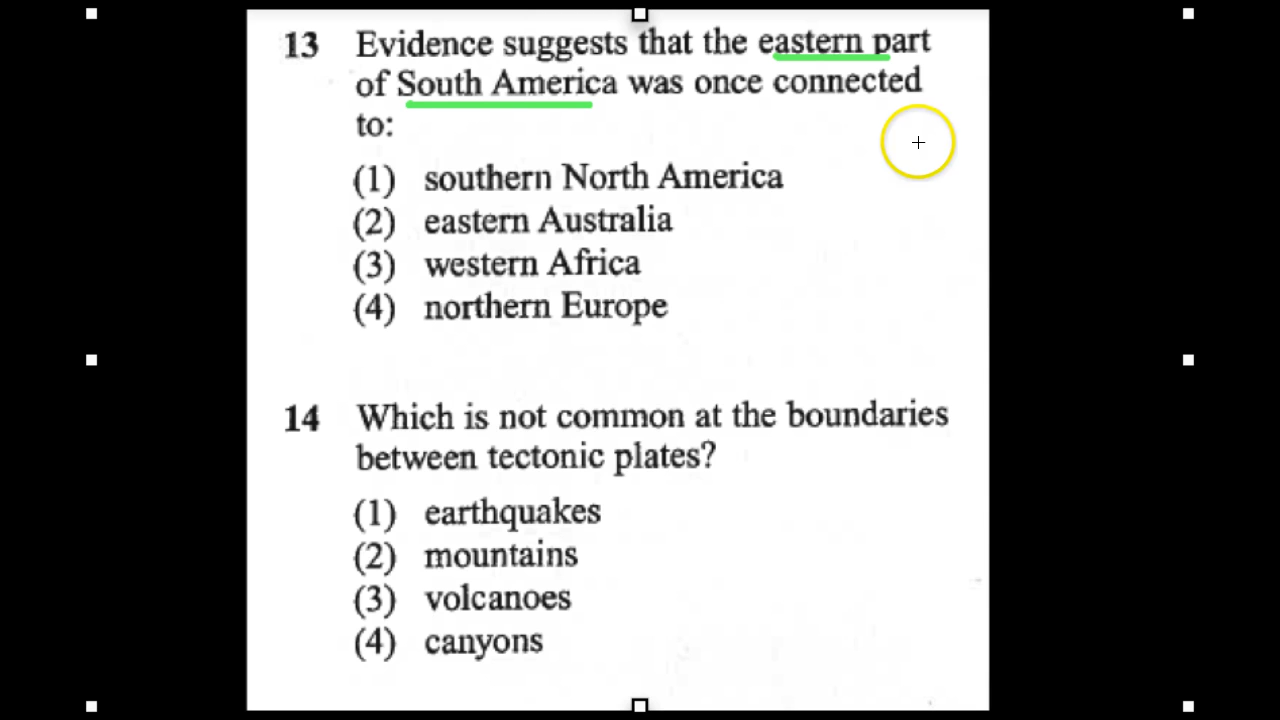 13 Evidence suggests that the eastern part
of South America was once connected
to:
(1) southern North America
(2) eastern Australia
(3) western Africa
(4) northern Europe
14 Which is not common at the boundaries
between tectonic plates?
(1) earthquakes
(2) mountains
(3) volcanoes
(4) canyons